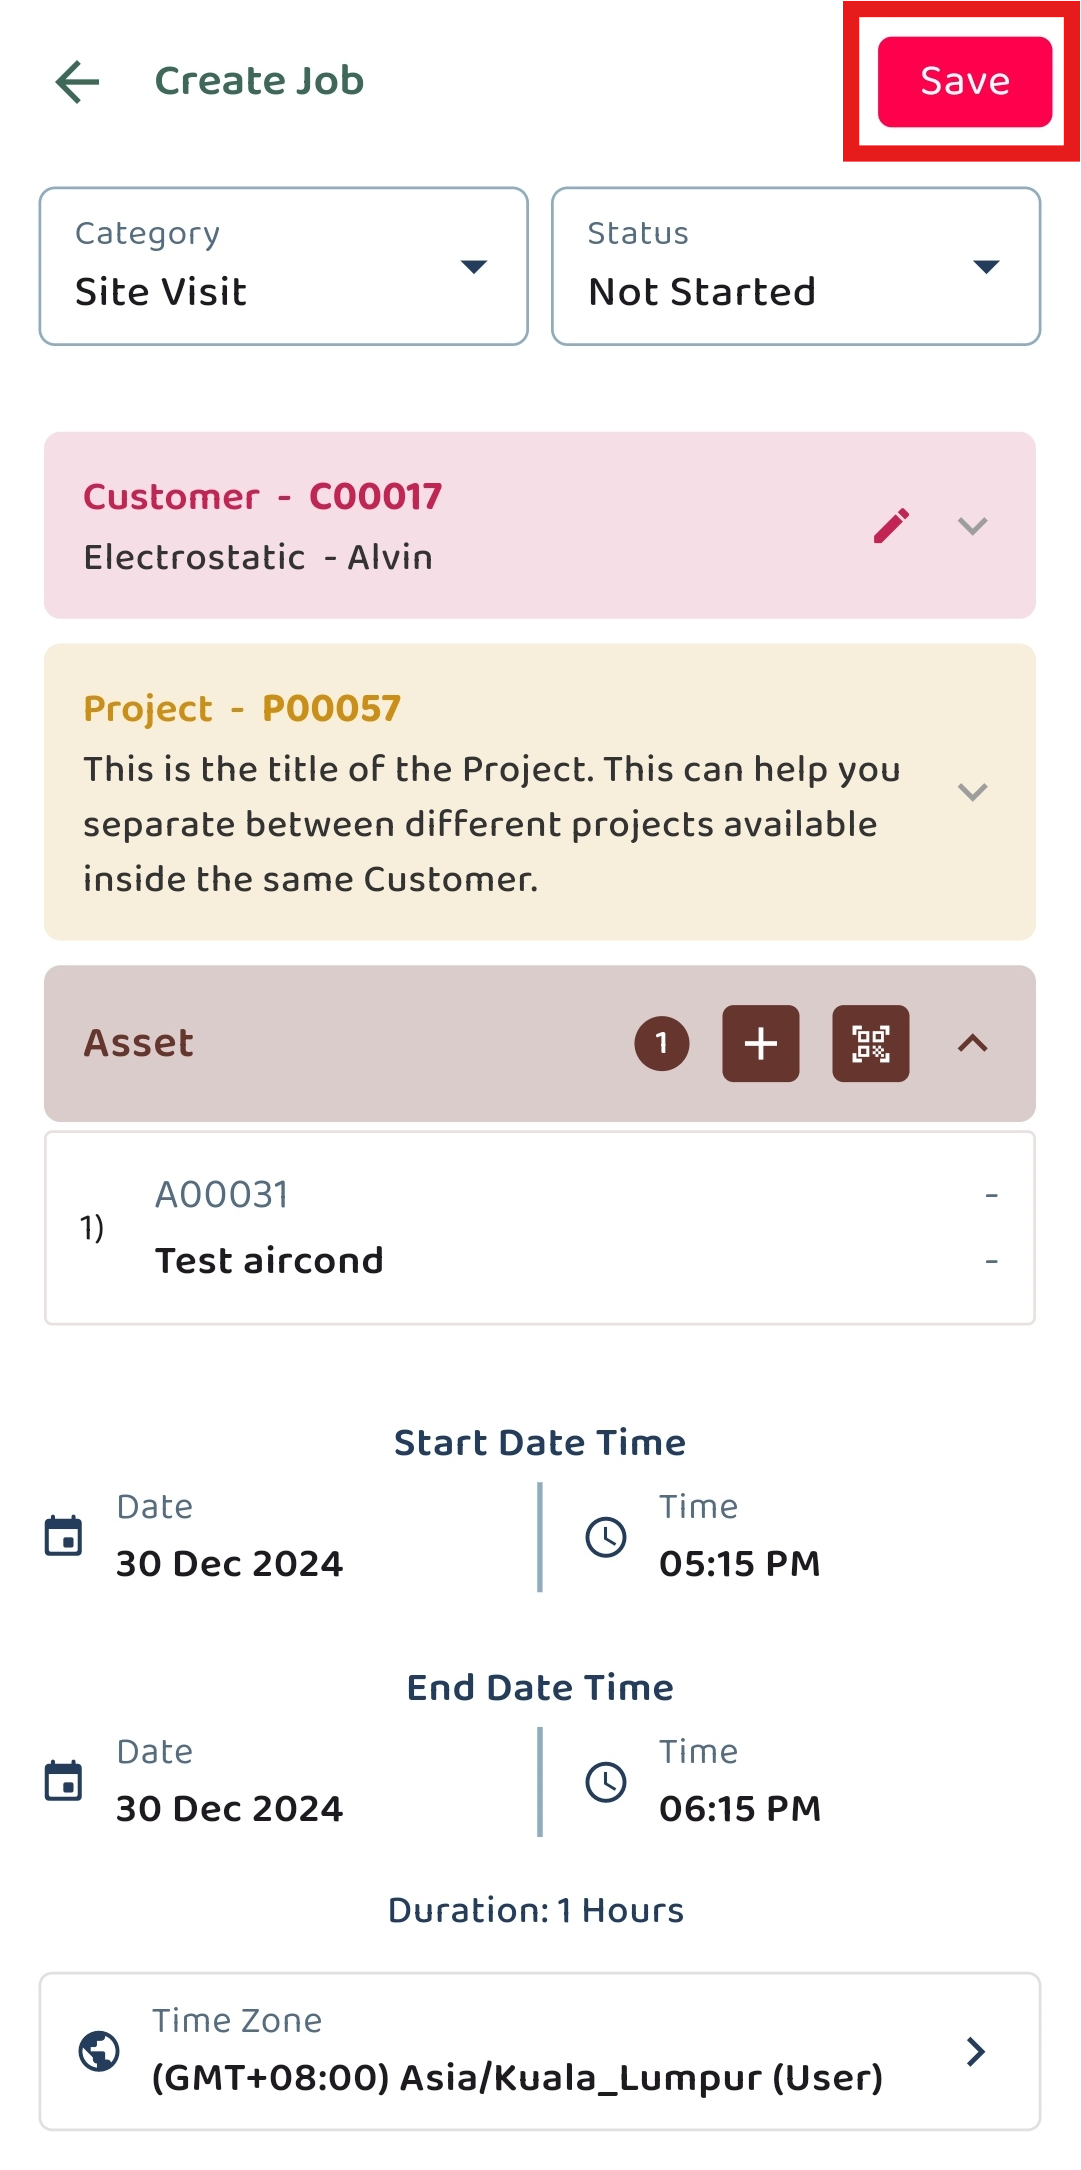 Create Job
Save
Category
Site Visit
Status
Not Started
Customer - C00017
Electrostatic - Alvin
Project - P00057
This is the title of the Project. This can help you
separate between different projects available
inside the same Customer.
Asset
1
1)
A00031
-
Test aircond
-
Start Date Time
Date
30 Dec 2024
Time
05:15 PM
End Date Time
Date
30 Dec 2024
Time
06:15 PM
Duration: 1 Hours
Time Zone
(GMT+08:00) Asia/Kuala_Lumpur (User)